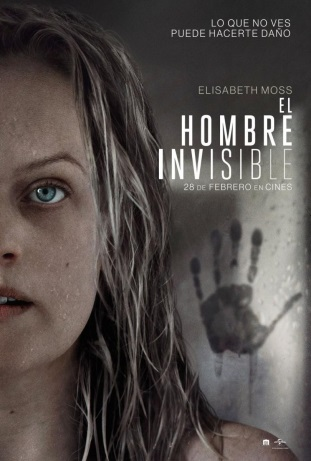 LO QUE NO VES
PUEDE HACERTE DAÑO
ELISABETH MOSS
EL
HOMBRE
INVISIBLE
28 DE FEBRERO EN CINES